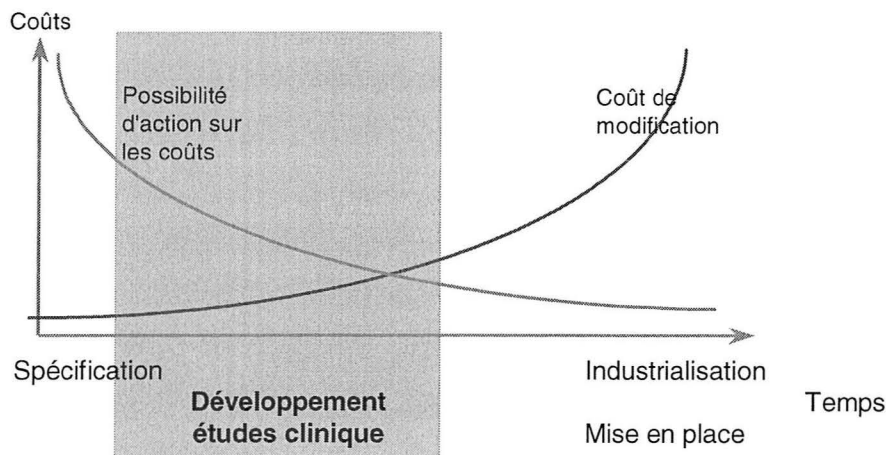 Coûts
Possibilité
d'action sur
les coûts
Coût de
modification
Spécification
Industrialisation
Développement
études clinique
Temps
Mise en place